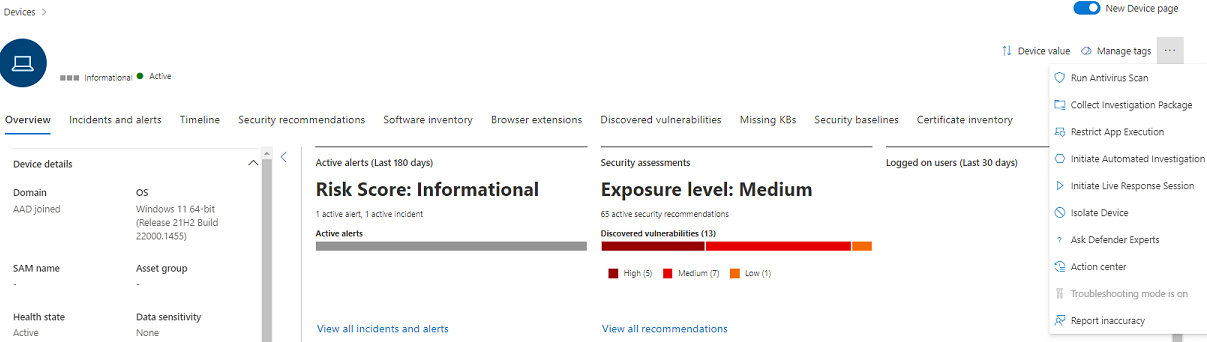 Devices
New Device page
Device value
Manage tags
Informational
Active
Run Antivirus Scan
Collect Investigation Package
Restrict App Execution
Initiate Automated Investigation
Initiate Live Response Session
Isolate Device
? Ask Defender Experts
Action center
Troubleshooting mode is on
Report inaccuracy
Overview
Incidents and alerts
Timeline
Security recommendations
Software inventory
Browser extensions
Discovered vulnerabilities
Missing KBs
Security baselines
Certificate inventory
Device details
Domain
AAD joined
OS
Windows 11 64-bit
(Release 21H2 Build
22000.1455)
SAM name
-
Asset group
-
Health state
Active
Data sensitivity
None
Active alerts (Last 180 days)
Risk Score: Informational
1 active alert, 1 active incident
Active alerts
View all incidents and alerts
Security assessments
Exposure level: Medium
65 active security recommendations
Discovered vulnerabilities (13)
High (5)
Medium (7)
Low (1)
View all recommendations
Logged on users (Last 30 days)